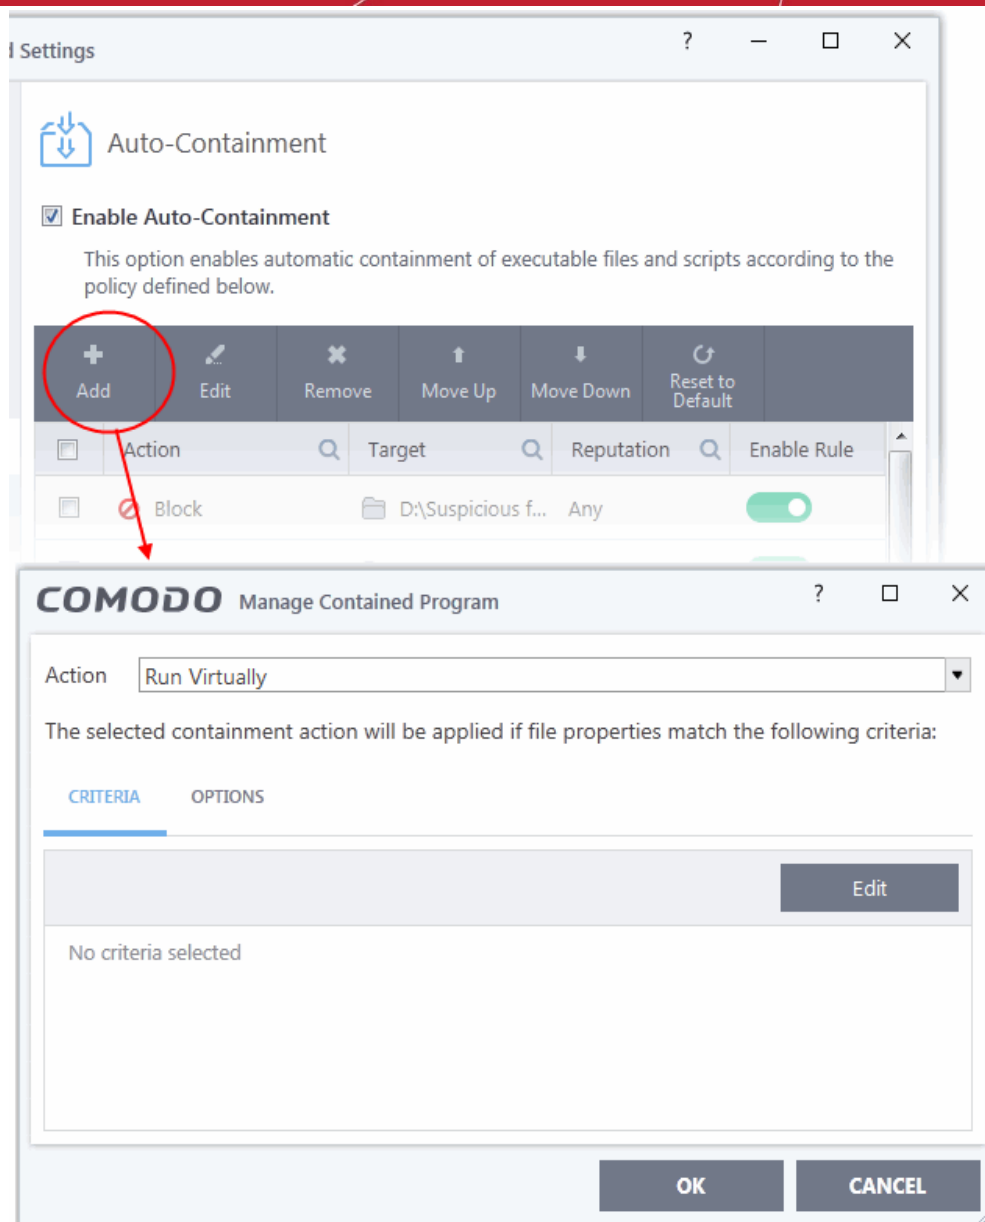 d Settings
?
Auto-Containment
Enable Auto-Containment
This option enables automatic containment of executable files and scripts according to the
policy defined below.
Add Edit Remove Move Up Move Down Reset to
Default
Action Target Reputation Enable Rule
Block D:\Suspicious f... Any
COMODO Manage Contained Program ?
Action Run Virtually
The selected containment action will be applied if file properties match the following criteria:
CRITERIA OPTIONS
Edit
No criteria selected
OK CANCEL